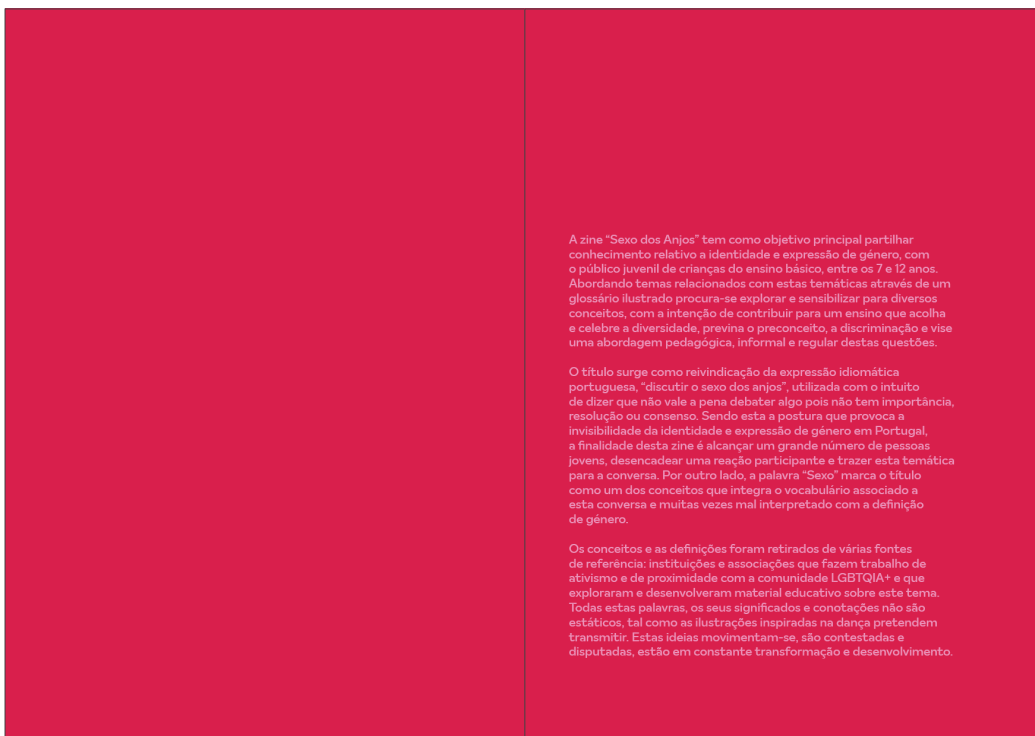 A zine “Sexo dos Anjos” tem como objetivo principal partilhar
conhecimento relativo a identidade e expressão de género, com
o público juvenil de crianças do ensino básico, entre os 7 e 12 anos.
Abordando temas relacionados com estas temáticas através de um
glossário ilustrado procura-se explorar e sensibilizar para diversos
conceitos, com a intenção de contribuir para um ensino que acolha
e celebre a diversidade, previna o preconceito, a discriminação e vise
uma abordagem pedagógica, informal e regular destas questões.
O título surge como reivindicação da expressão idiomática
portuguesa, “discutir o sexo dos anjos”, utilizada com o intuito
de dizer que não vale a pena debater algo pois não tem importância,
resolução ou consenso. Sendo esta a postura que provoca a
invisibilidade da identidade e expressão de género em Portugal,
a finalidade desta zine é alcançar um grande número de pessoas
jovens, desencadear uma reação participante e trazer esta temática
para a conversa. Por outro lado, a palavra “Sexo” marca o título
como um dos conceitos que integra o vocabulário associado a
esta conversa e muitas vezes mal interpretado com a definição
de género.
Os conceitos e as definições foram retirados de várias fontes
de referência: instituições e associações que fazem trabalho de
ativismo e de proximidade com a comunidade LGBTQIA+ e que
exploraram e desenvolveram material educativo sobre este tema.
Todas estas palavras, os seus significados e conotações não são
estáticos, tal como as ilustrações inspiradas na dança pretendem
transmitir. Estas ideias movimentam-se, são contestadas e
disputadas, estão em constante transformação e desenvolvimento.